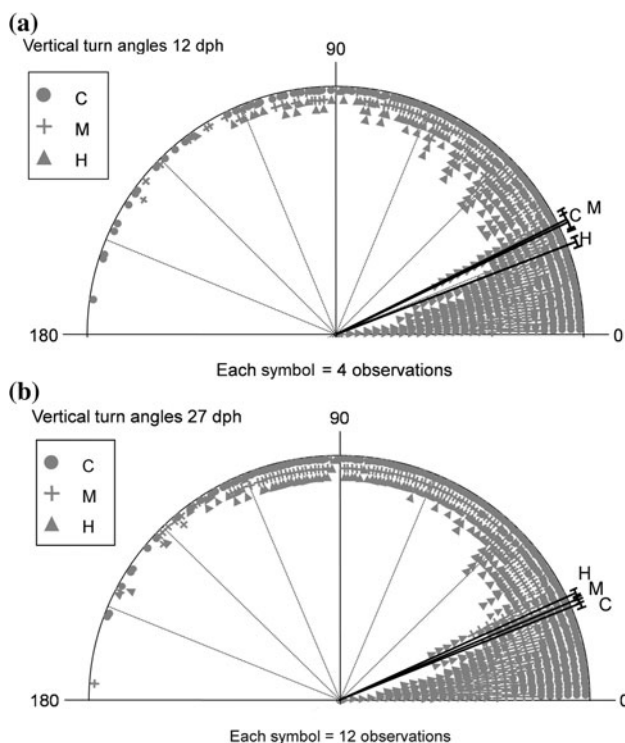 (a)
Vertical turn angles 12 dph
90
C
M
H
C M
H
180
0
Each symbol = 4 observations
(b)
Vertical turn angles 27 dph
90
C
M
H
H
M
C
180
0
Each symbol = 12 observations